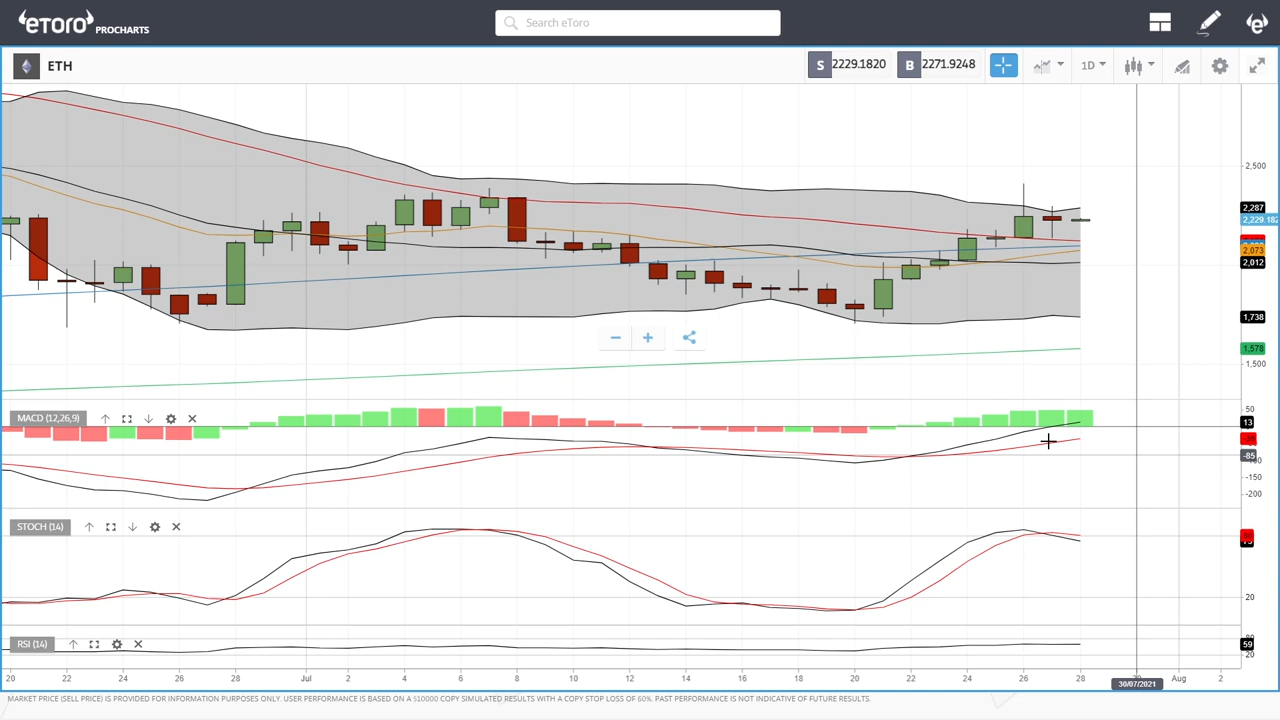 eToro PROCHARTS
Search eToro
ETH
S 2229.1820 B 2271.9248
1D
2,500
2,287
2,229.182
2,073
2,012
1,738
1,578
1,500
MACD (12,26,9)
50
13
-85
-150
-200
STOCH (14)
20
RSI (14)
59
20
20 22 24 26 28 Jul 2 4 6 8 10 12 14 16 18 20 22 24 26 28 Aug 2
30/07/2021
MARKET PRICE (SELL PRICE) IS PROVIDED FOR INFORMATION PURPOSES ONLY. USER PERFORMANCE IS BASED ON A $10000 COPY SIMULATED RESULTS WITH A COPY STOP LOSS OF 60%. PAST PERFORMANCE IS NOT INDICATIVE OF FUTURE RESULTS.